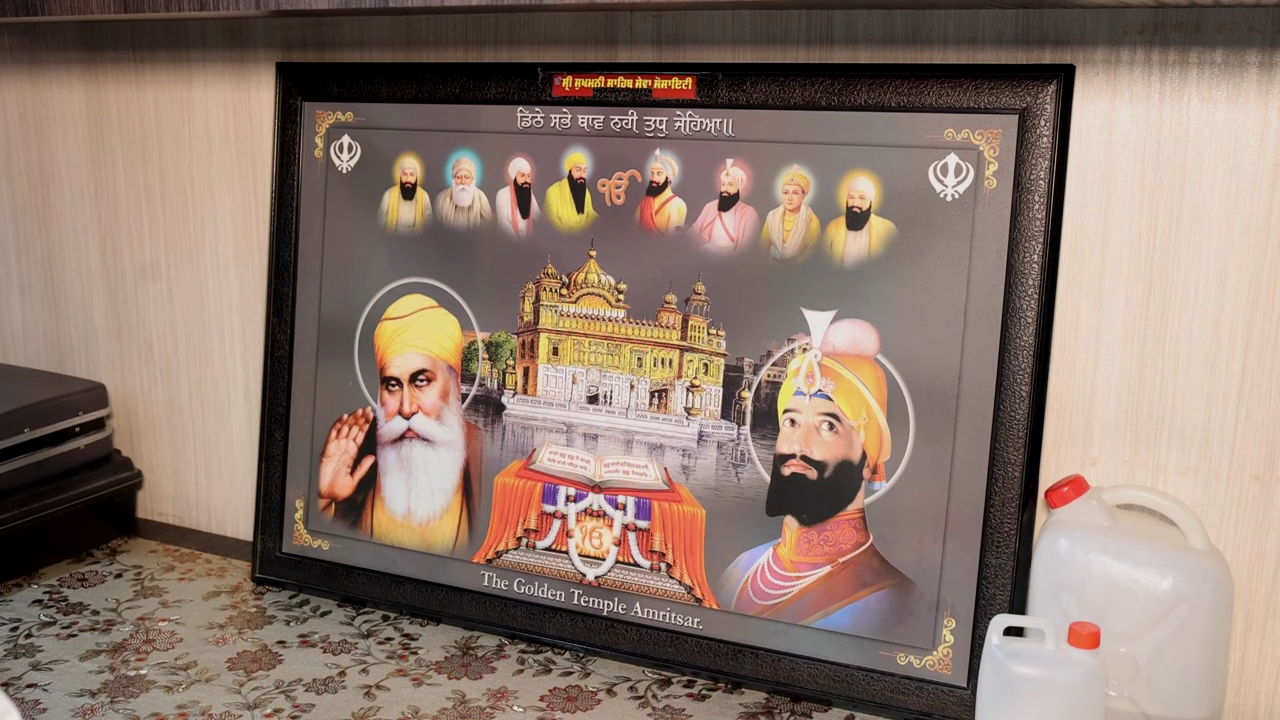 ਸ੍ਰੀ ਸੁਖਮਨੀ ਸਾਹਿਬ ਸੇਵਾ ਸੋਸਾਇਟੀ
ਡਿੱਠੇ ਸਭੇ ਥਾਵ ਨਹੀ ਤੁਧੁ ਜੇਹਿਆ॥
ੴ
ੴ
The Golden Temple Amritsar.